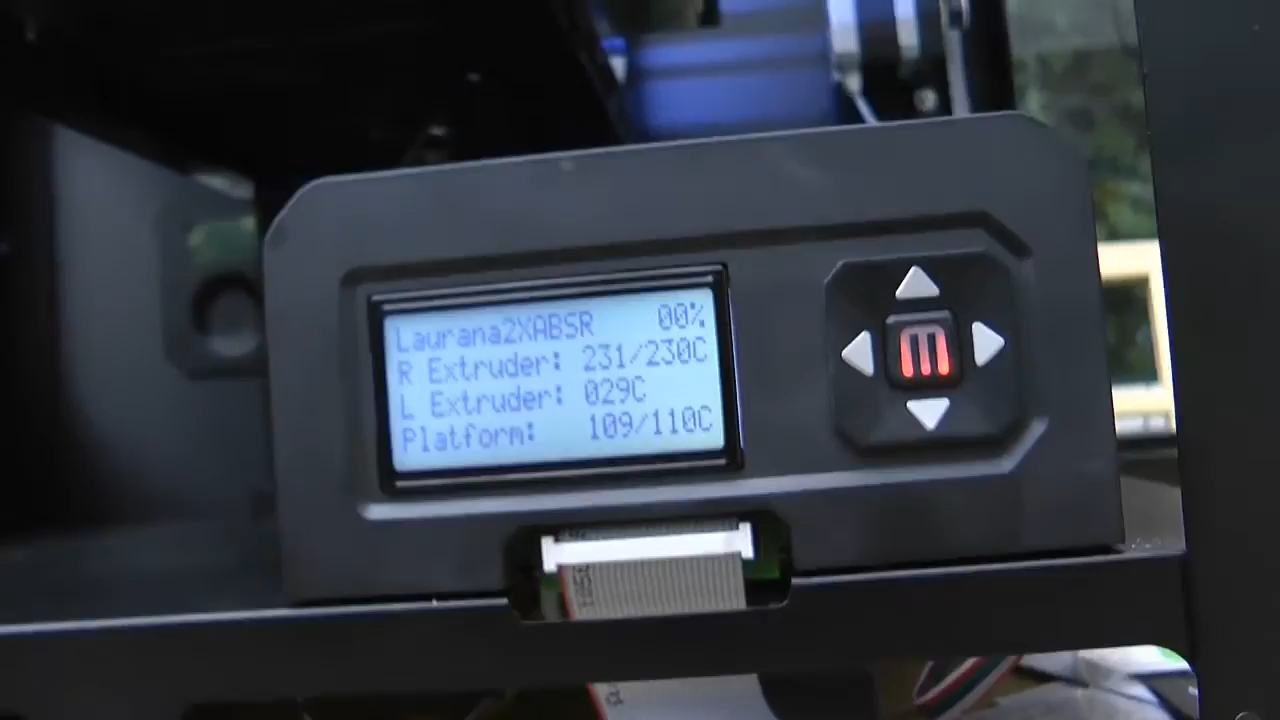 Laurana2XABSR 00%
R Extruder: 231/230C
L Extruder: 029C
Platform: 109/110C
M